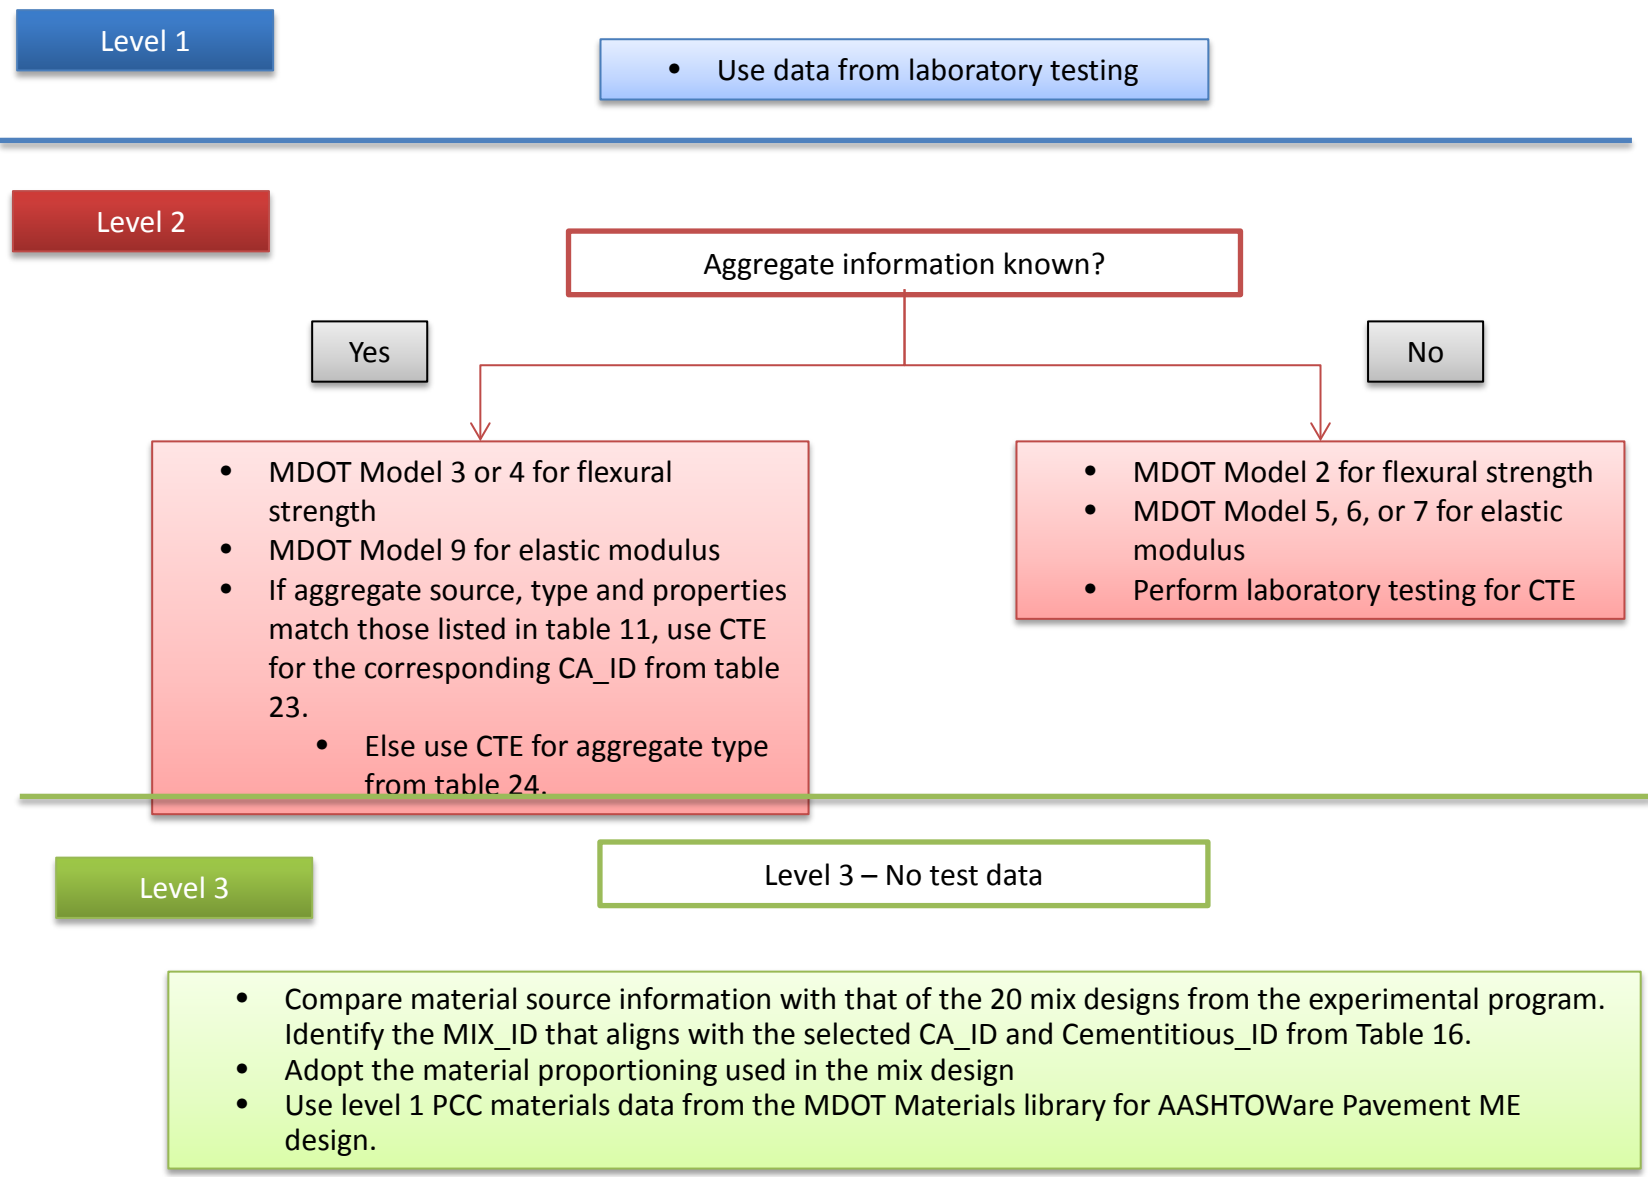 Level 1
• Use data from laboratory testing
Level 2
Aggregate information known?
Yes
No
• MDOT Model 3 or 4 for flexural
strength
• MDOT Model 9 for elastic modulus
• If aggregate source, type and properties
match those listed in table 11, use CTE
for the corresponding CA_ID from table
23.
• Else use CTE for aggregate type
from table 24.
• MDOT Model 2 for flexural strength
• MDOT Model 5, 6, or 7 for elastic
modulus
• Perform laboratory testing for CTE
Level 3
Level 3 – No test data
• Compare material source information with that of the 20 mix designs from the experimental program.
Identify the MIX_ID that aligns with the selected CA_ID and Cementitious_ID from Table 16.
• Adopt the material proportioning used in the mix design
• Use level 1 PCC materials data from the MDOT Materials library for AASHTOWare Pavement ME
design.